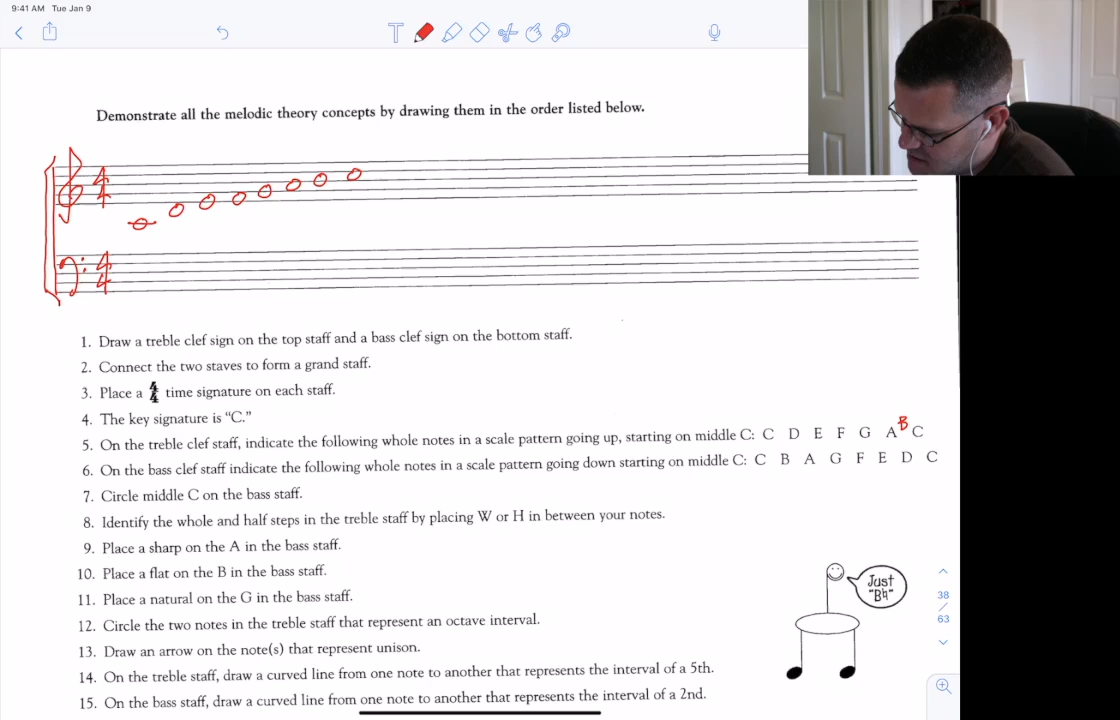 9:41 AM Tue Jan 9
Demonstrate all the melodic theory concepts by drawing them in the order listed below.
4
4
4
4
1. Draw a treble clef sign on the top staff and a bass clef sign on the bottom staff.
2. Connect the two staves to form a grand staff.
3. Place a 4/4 time signature on each staff.
4. The key signature is “C.”
5. On the treble clef staff, indicate the following whole notes in a scale pattern going up, starting on middle C: C D E F G A B C
6. On the bass clef staff indicate the following whole notes in a scale pattern going down starting on middle C: C B A G F E D C
7. Circle middle C on the bass staff.
8. Identify the whole and half steps in the treble staff by placing W or H in between your notes.
9. Place a sharp on the A in the bass staff.
10. Place a flat on the B in the bass staff.
11. Place a natural on the G in the bass staff.
12. Circle the two notes in the treble staff that represent an octave interval.
13. Draw an arrow on the note(s) that represent unison.
14. On the treble staff, draw a curved line from one note to another that represents the interval of a 5th.
15. On the bass staff, draw a curved line from one note to another that represents the interval of a 2nd.
Just
"B♮"
38
/
63